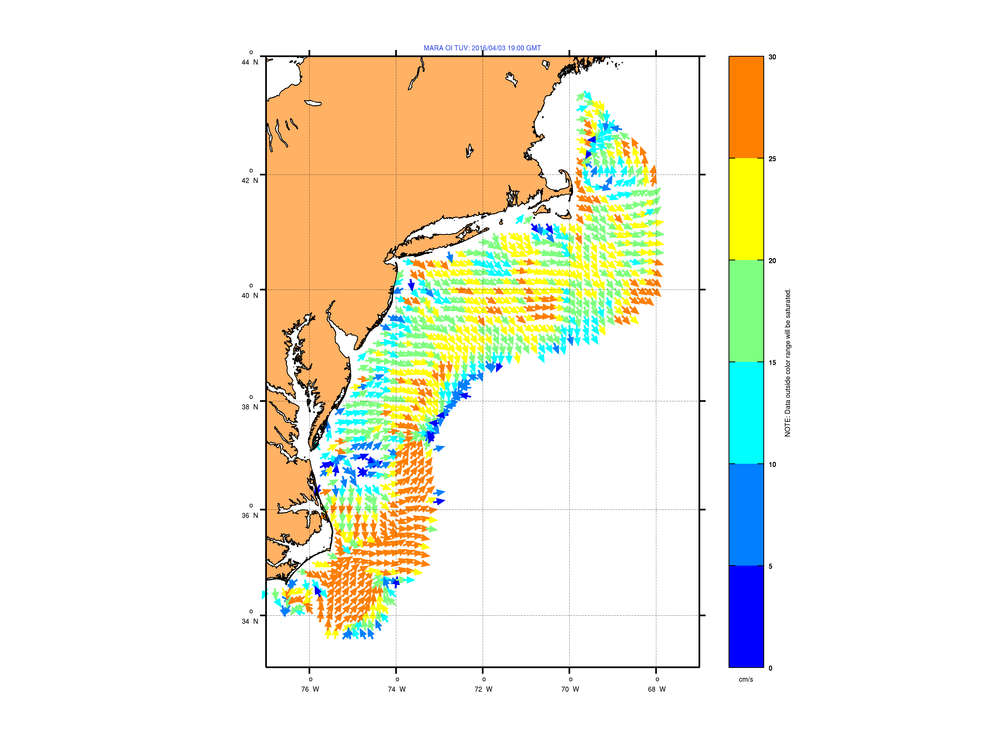 MARA OI TUV: 2016/04/03 19:00 GMT
o
44 N
o
42 N
o
40 N
o
38 N
o
36 N
o
34 N
o o o o o
76 W 74 W 72 W 70 W 68 W
30
25
20
15
10
5
0
cm/s
NOTE: Data outside color range will be saturated.